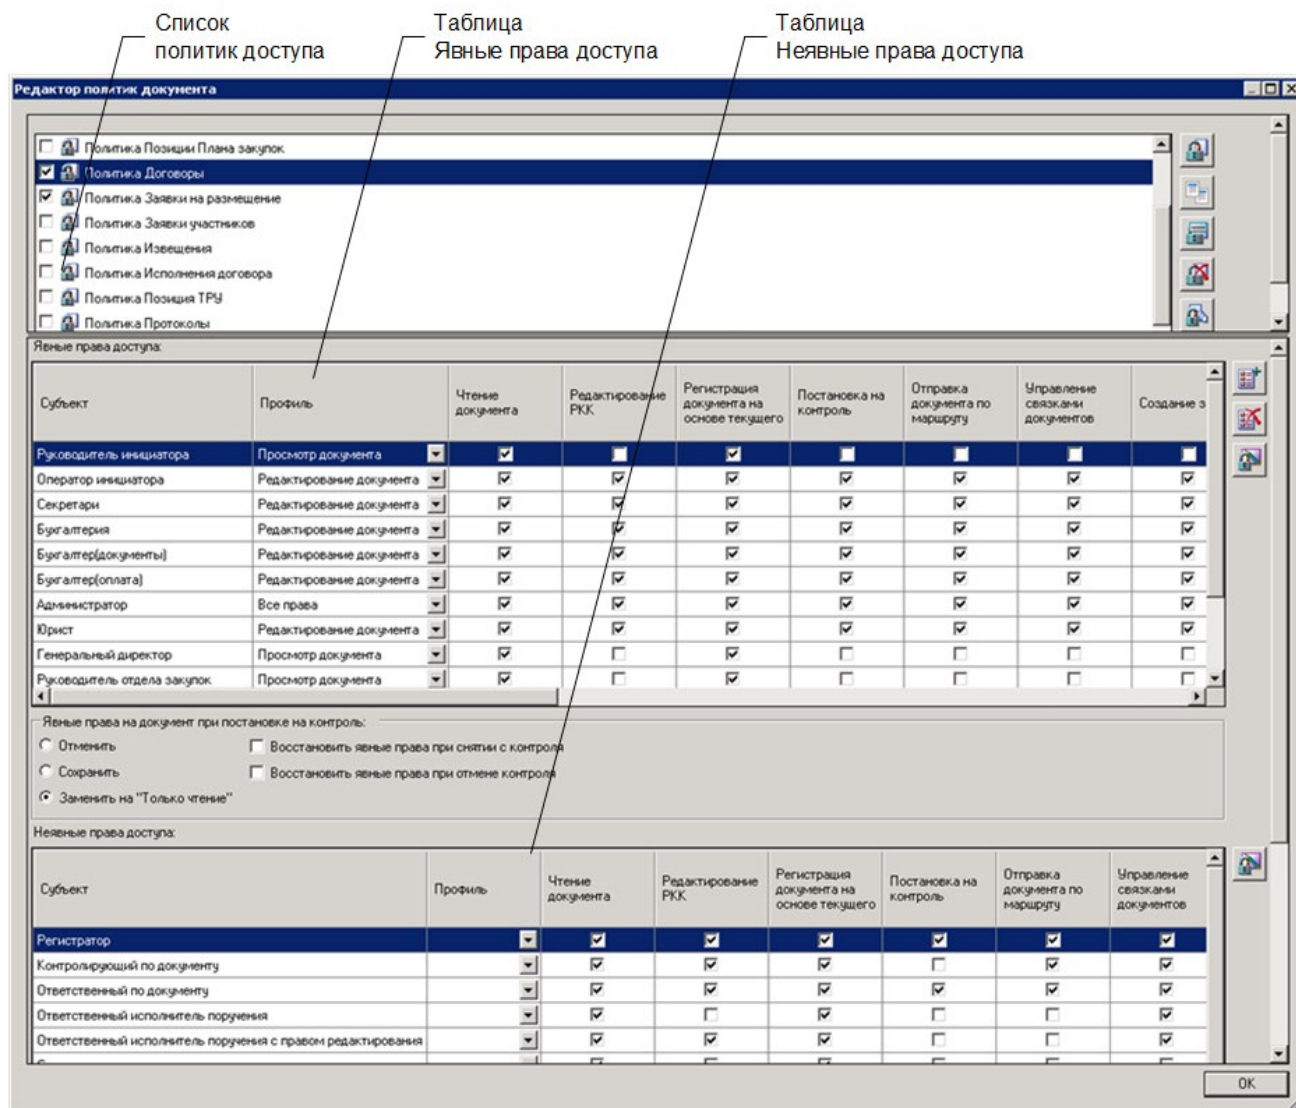 Список
политик доступа
Таблица
Явные права доступа
Таблица
Неявные права доступа
Редактор политик документа
Политика Позиции Плана закупок
Политика Договоры
Политика Заявки на размещение
Политика Заявки участников
Политика Извещения
Политика Исполнения договора
Политика Позиция ТРУ
Политика Протоколы
Явные права доступа:
Субъект
Профиль
Чтение
документа
Редактирование
РКК
Регистрация
документа на
основе текущего
Постановка на
контроль
Отправка
документа по
маршруту
Управление
связками
документов
Создание з
Руководитель инициатора Просмотр документа
Оператор инициатора Редактирование документа
Секретари Редактирование документа
Бухгалтерия Редактирование документа
Бухгалтер(документы) Редактирование документа
Бухгалтер(оплата) Редактирование документа
Администратор Все права
Юрист Редактирование документа
Генеральный директор Просмотр документа
Руководитель отдела закупок Просмотр документа
Явные права на документ при постановке на контроль:
Отменить Восстановить явные права при снятии с контроля
Сохранить Восстановить явные права при отмене контроля
Заменить на "Только чтение"
Неявные права доступа:
Субъект
Профиль
Чтение
документа
Редактирование
РКК
Регистрация
документа на
основе текущего
Постановка на
контроль
Отправка
документа по
маршруту
Управление
связками
документов
Регистратор
Контролирующий по документу
Ответственный по документу
Ответственный исполнитель поручения
Ответственный исполнитель поручения с правом редактирования
OK